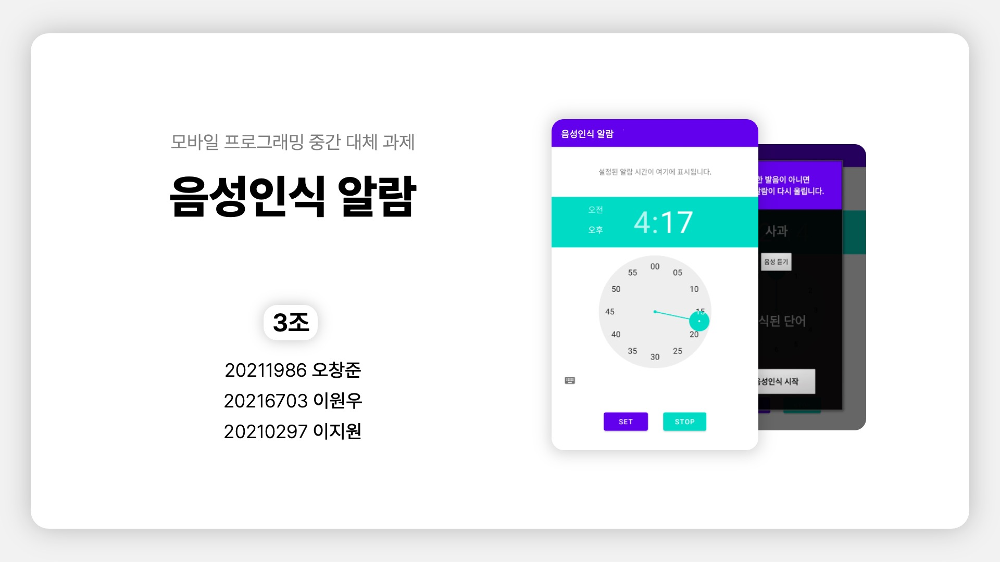 모바일 프로그래밍 중간 대체 과제
음성인식 알람
3조
20211986 오창준
20216703 이원우
20210297 이지원
음성인식 알람
설정된 알람 시간이 여기에 표시됩니다.
오전
오후
4:17
00
05
10
15
20
25
30
35
40
45
50
55
SET
STOP
한 발음이 아니면
알람이 다시 울립니다.
사과
음성 듣기
식된 단어
음성인식 시작